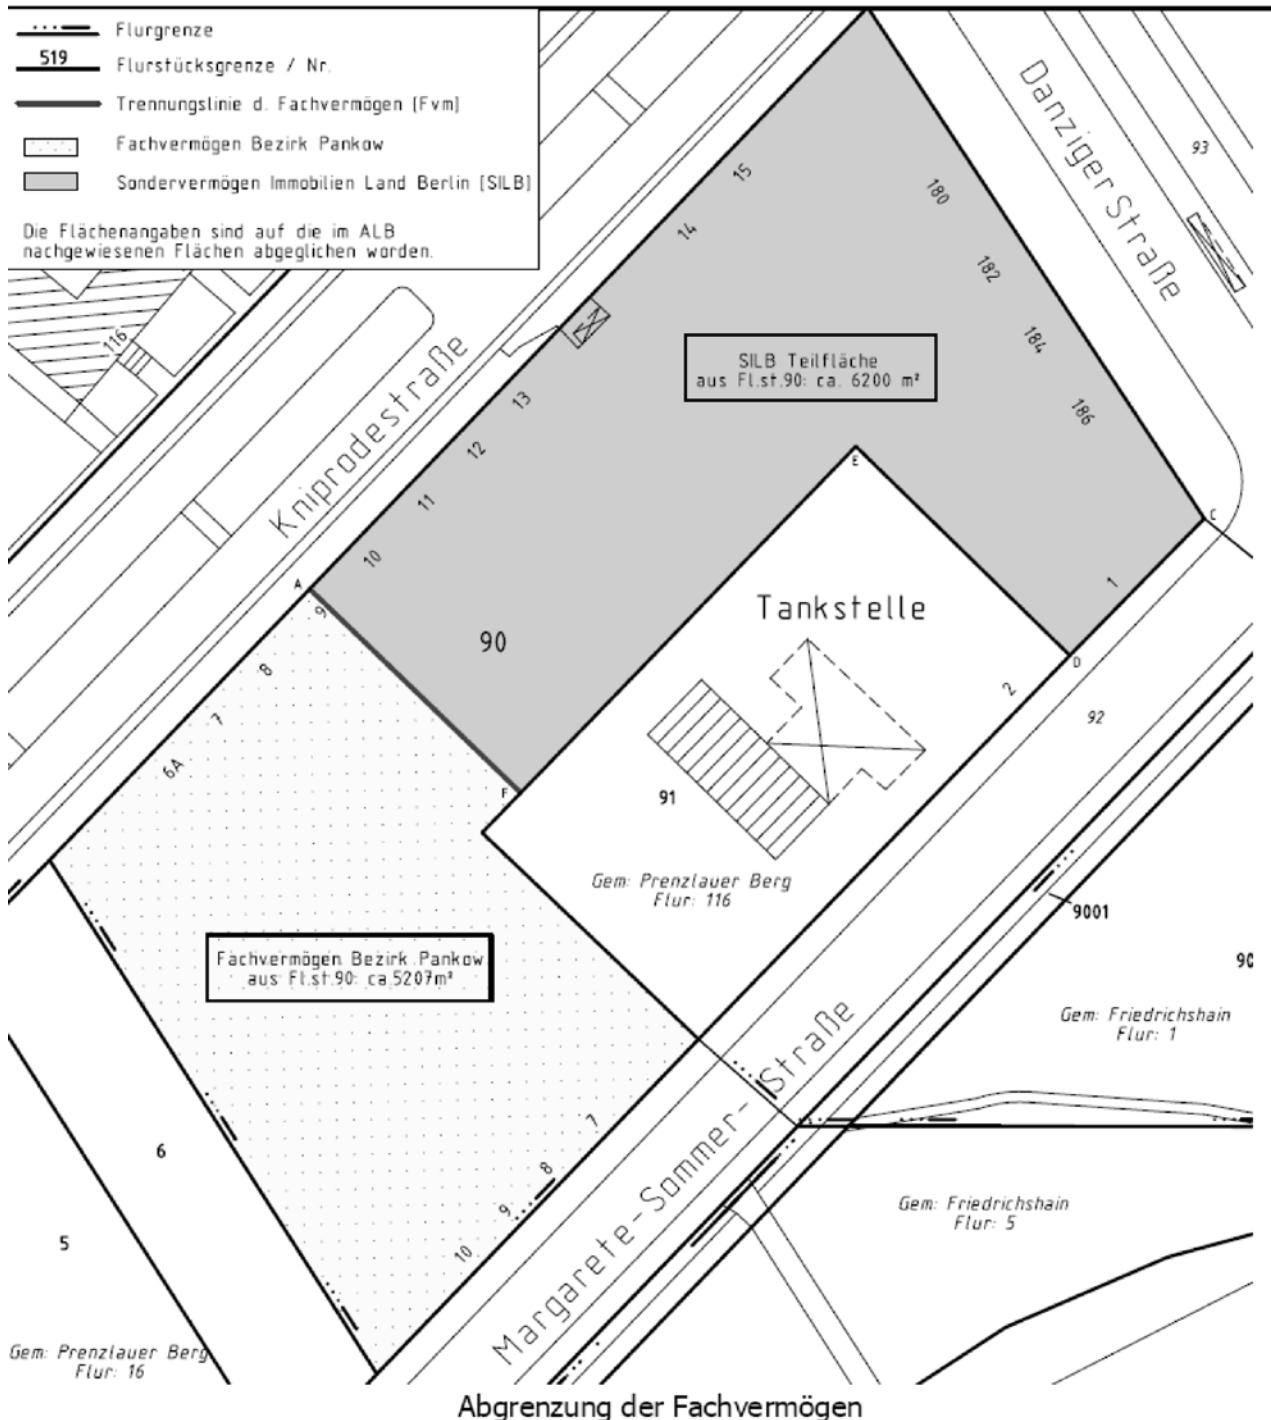 Flurgrenze
519
Flurstücksgrenze / Nr.
Trennungslinie d. Fachvermögen (Fvm)
Fachvermögen Bezirk Pankow
Sondervermögen Immobilien Land Berlin (SILB)
Die Flächenangaben sind auf die im ALB
nachgewiesenen Flächen abgeglichen worden.
Danziger Straße
93
15
14
180
182
184
186
116
Kniprodestraße
SILB Teilfläche
aus Fl.st.90: ca. 6200 m²
13
12
11
10
E
C
A
9
1
Tankstelle
90
8
D
2
7
92
6A
F
91
Gem: Prenzlauer Berg
Flur: 116
9001
Fachvermögen Bezirk Pankow
aus Fl.st.90: ca.5207m²
90
Gem: Friedrichshain
Flur: 1
Margarete-Sommer-Straße
7
8
9
10
6
5
Gem: Friedrichshain
Flur: 5
Gem: Prenzlauer Berg
Flur: 16
Abgrenzung der Fachvermögen